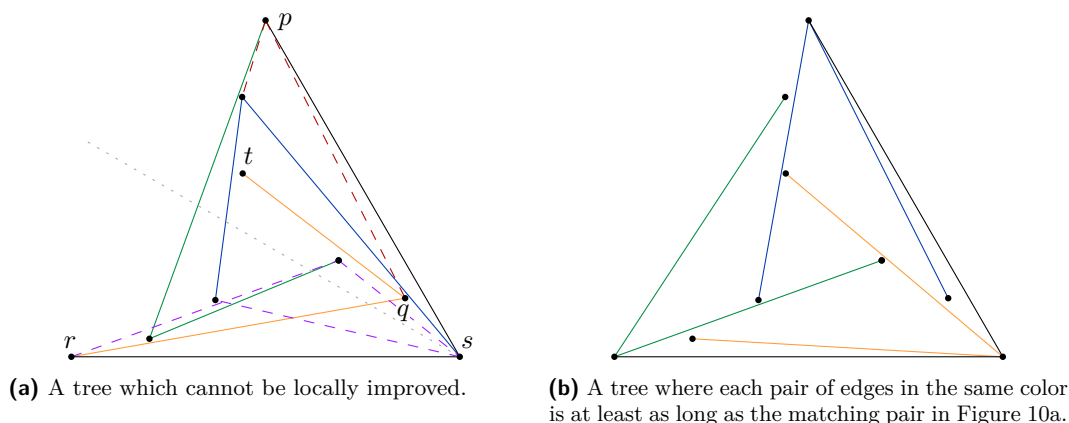 p
t
q
r
s
(a) A tree which cannot be locally improved.
(b) A tree where each pair of edges in the same color
is at least as long as the matching pair in Figure 10a.